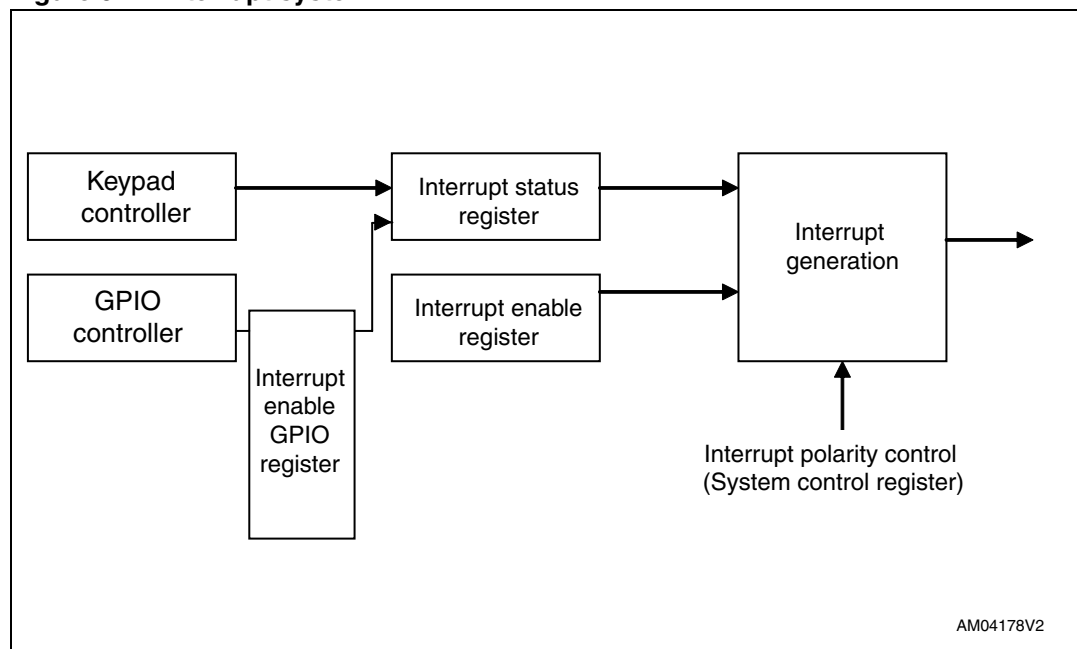 Keypad
controller
GPIO
controller
Interrupt
enable
GPIO
register
Interrupt status
register
Interrupt enable
register
Interrupt
generation
Interrupt polarity control
(System control register)
AM04178V2